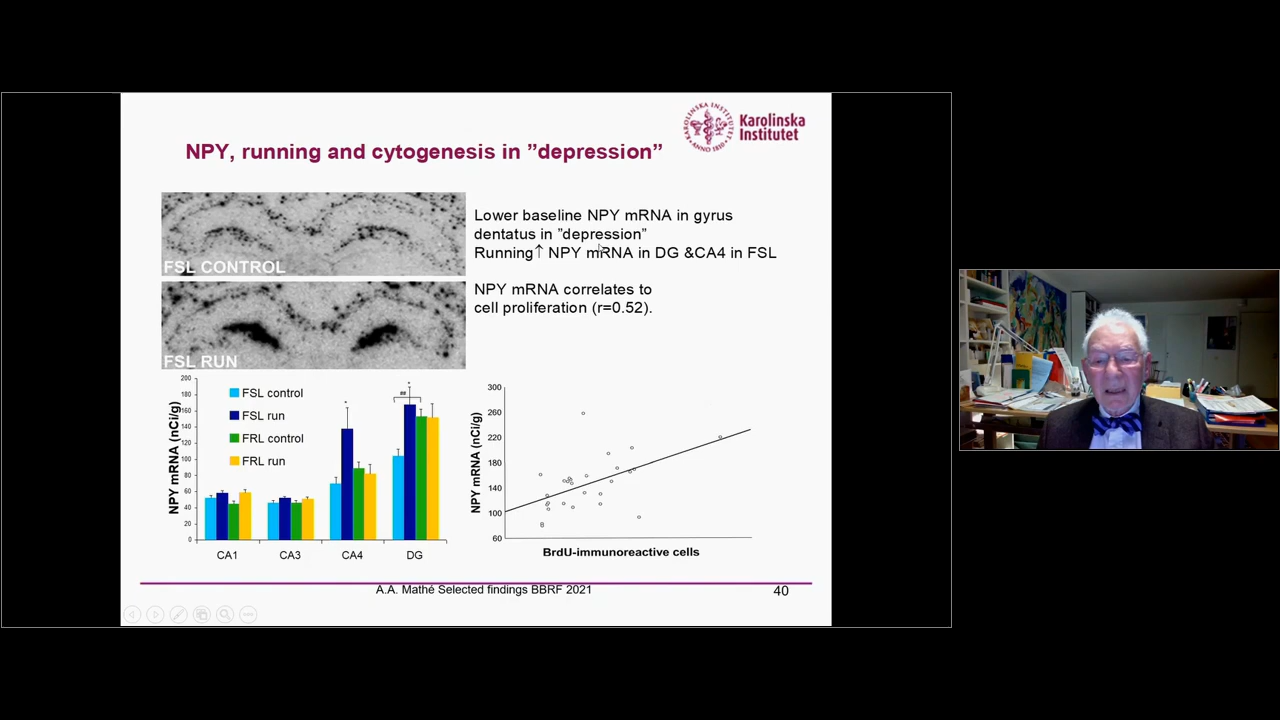 Karolinska
Institutet
KAROLINSKA INSTITUTET
ANNO 1810
NPY, running and cytogenesis in ”depression”
FSL CONTROL
Lower baseline NPY mRNA in gyrus
dentatus in ”depression”
Running↑ NPY mRNA in DG &CA4 in FSL
FSL RUN
NPY mRNA correlates to
cell proliferation (r=0.52).
NPY mRNA (nCi/g)
200
180
160
140
120
100
80
60
40
20
0
FSL control
FSL run
FRL control
FRL run
*
*
##
CA1 CA3 CA4 DG
NPY mRNA (nCi/g)
300
260
220
180
140
100
60
BrdU-immunoreactive cells
A.A. Mathé Selected findings BBRF 2021
40